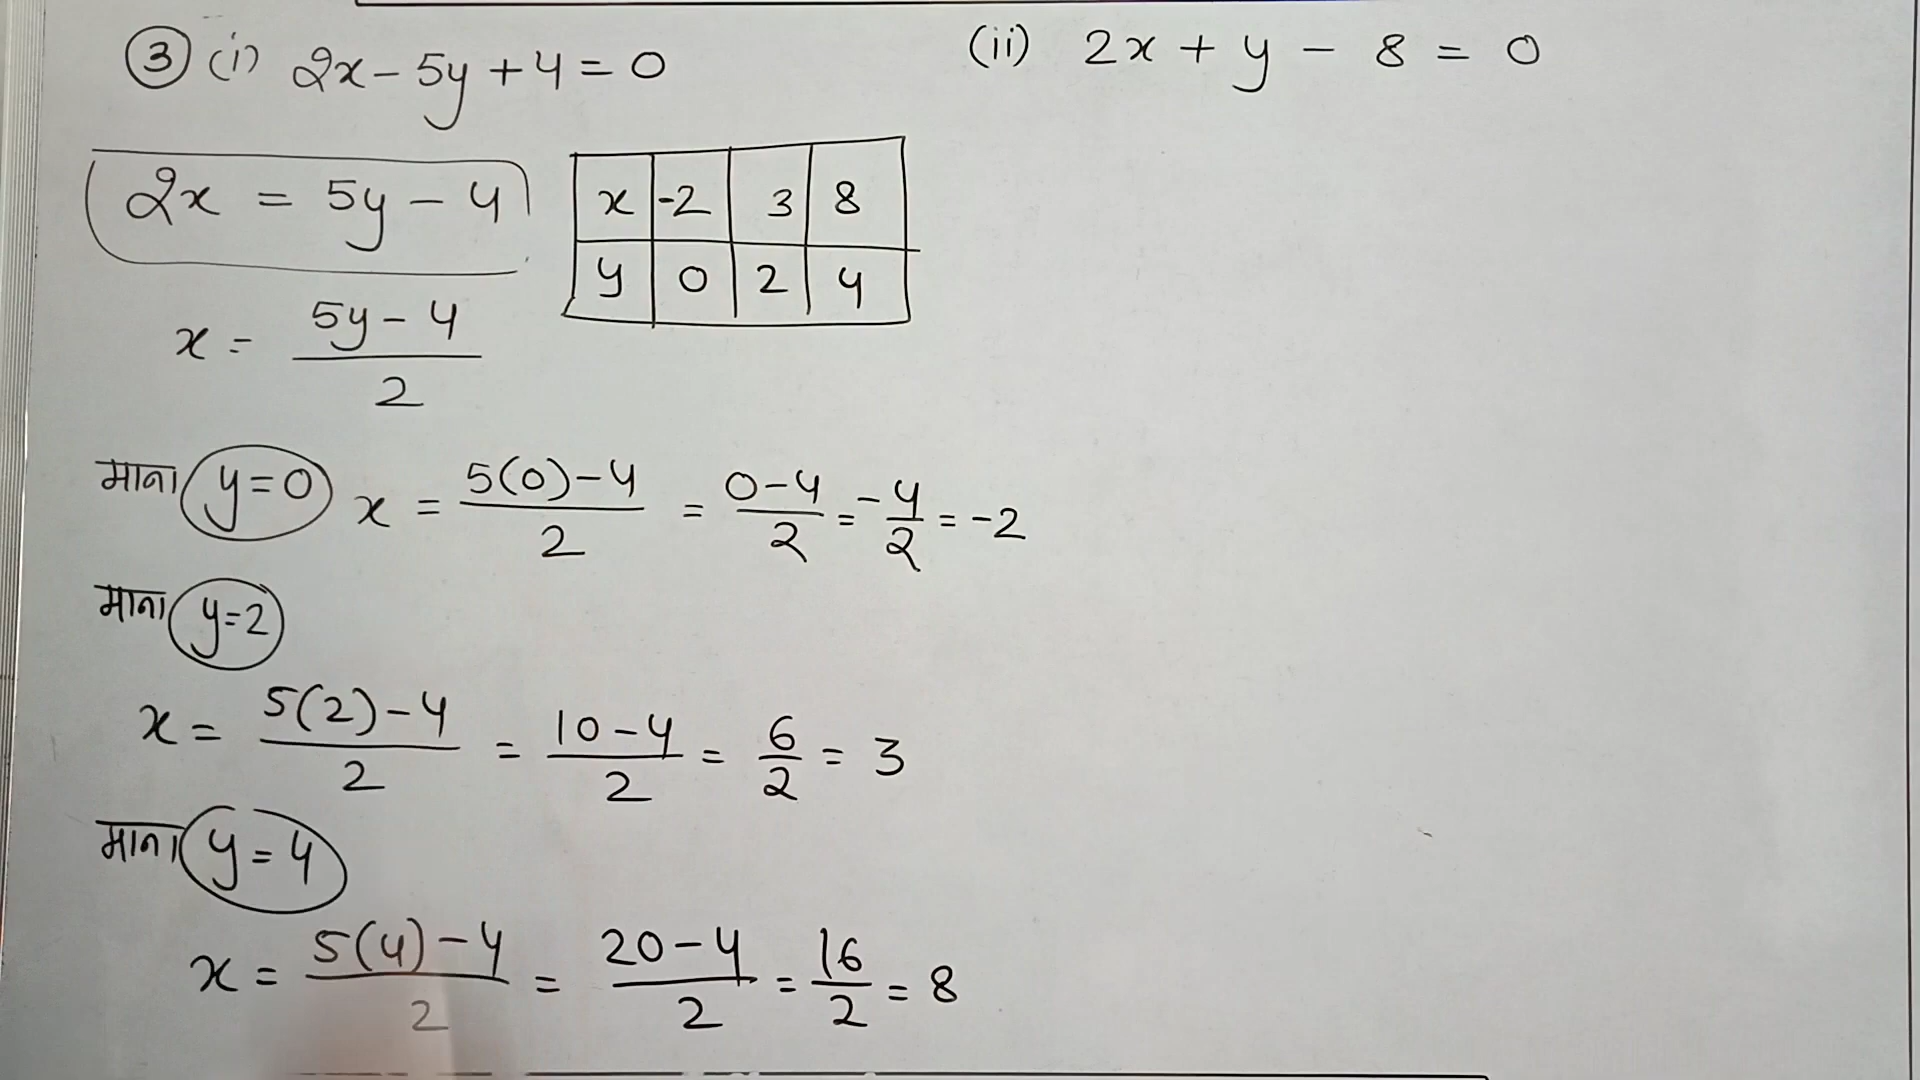 ③ (i) 2x - 5y + 4 = 0
2x = 5y - 4
x = (5y - 4)/2
x -2 3 8
y 0 2 4
माना y=0 x = (5(0)-4)/2 = (0-4)/2 = -4/2 = -2
माना y=2
x = (5(2)-4)/2 = (10-4)/2 = 6/2 = 3
माना y=4
x = (5(4)-4)/2 = (20-4)/2 = 16/2 = 8
(ii) 2x + y - 8 = 0